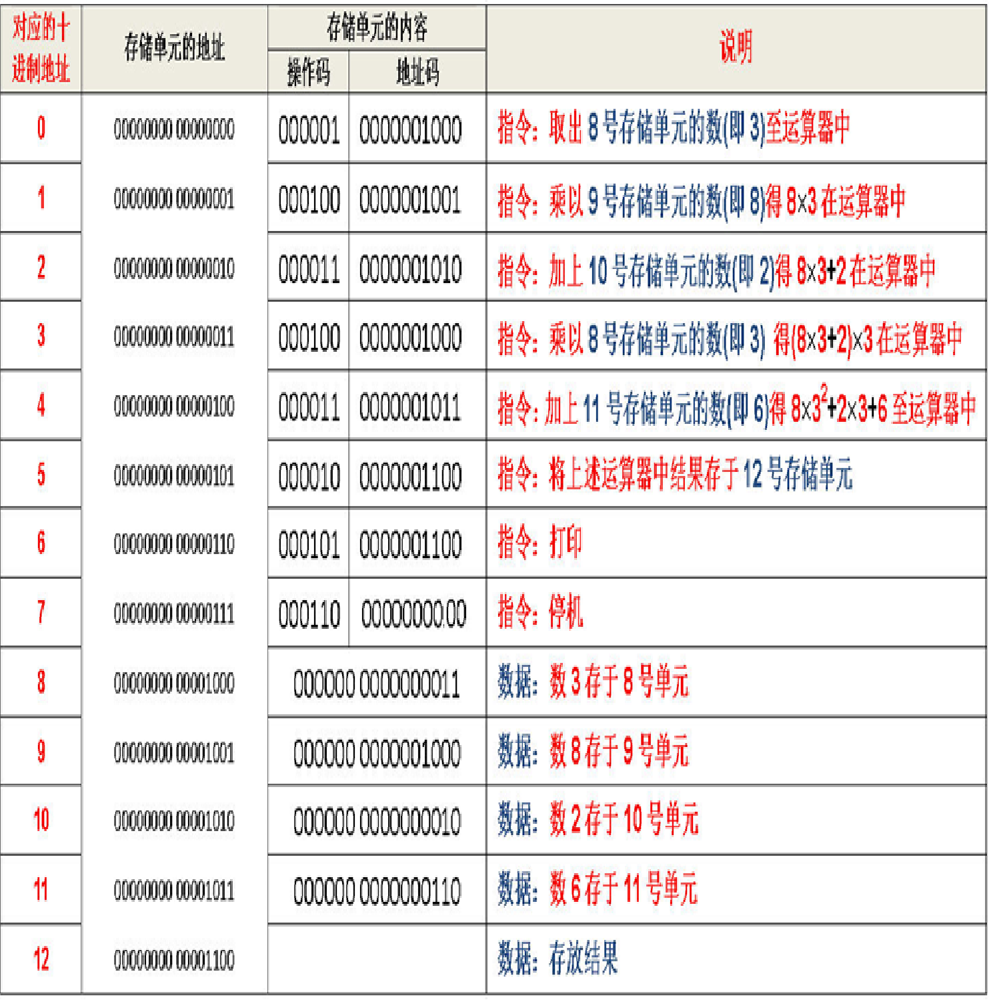 对应的十
进制地址
存储单元的地址
存储单元的内容
操作码
地址码
说明
0 00000000 00000000 000001 0000001000 指令：取出 8 号存储单元的数(即 3)至运算器中
1 00000000 00000001 000100 0000001001 指令：乘以 9 号存储单元的数(即 8)得 8×3 在运算器中
2 00000000 00000010 000011 0000001010 指令：加上 10 号存储单元的数(即 2)得 8×3+2 在运算器中
3 00000000 00000011 000100 0000001000 指令：乘以 8 号存储单元的数(即 3) 得(8×3+2)×3 在运算器中
4 00000000 00000100 000011 0000001011 指令：加上 11 号存储单元的数(即 6)得 8×3²+2×3+6 至运算器中
5 00000000 00000101 000010 0000001100 指令：将上述运算器中结果存于 12 号存储单元
6 00000000 00000110 000101 0000001100 指令：打印
7 00000000 00000111 000110 0000000000 指令：停机
8 00000000 00001000 000000 0000000011 数据：数 3 存于 8 号单元
9 00000000 00001001 000000 0000001000 数据：数 8 存于 9 号单元
10 00000000 00001010 000000 0000000010 数据：数 2 存于 10 号单元
11 00000000 00001011 000000 0000000110 数据：数 6 存于 11 号单元
12 00000000 00001100 数据：存放结果